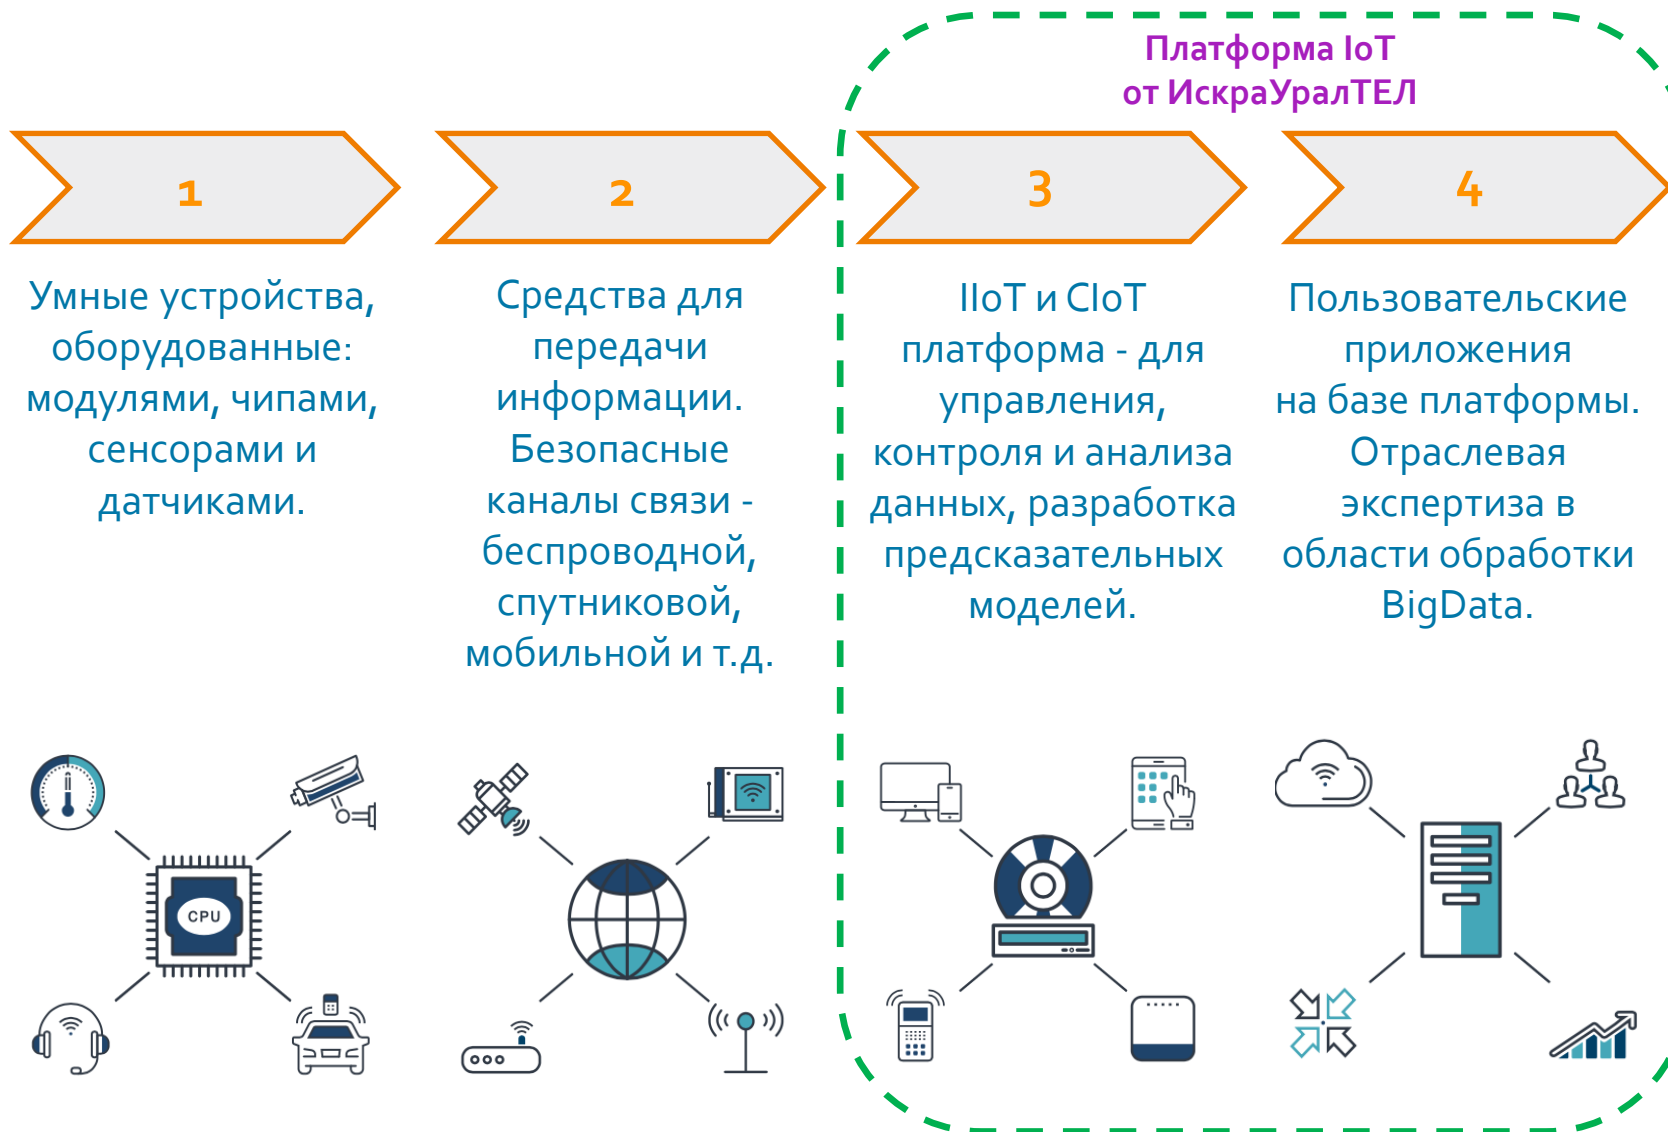 Платформа IoT
от ИскраУралТЕЛ
1
2
3
4
Умные устройства,
оборудованные:
модулями, чипами,
сенсорами и
датчиками.
Средства для
передачи
информации.
Безопасные
каналы связи -
беспроводной,
спутниковой,
мобильной и т.д.
IIoT и CIoT
платформа - для
управления,
контроля и анализа
данных, разработка
предсказательных
моделей.
Пользовательские
приложения
на базе платформы.
Отраслевая
экспертиза в
области обработки
BigData.
CPU